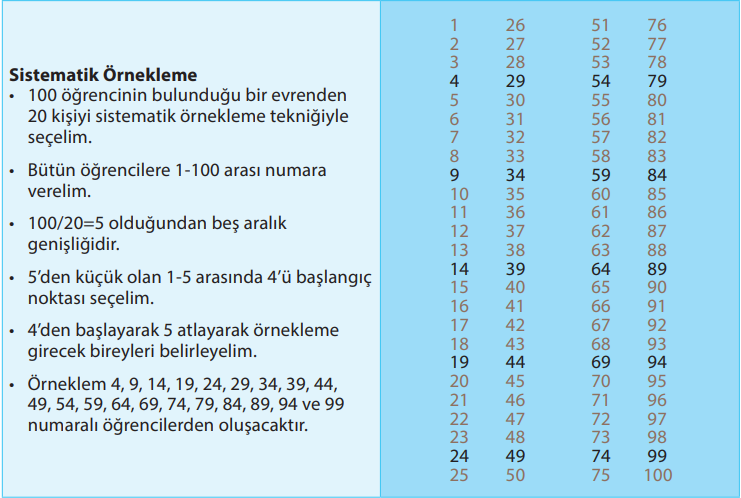 Sistematik Örnekleme
• 100 öğrencinin bulunduğu bir evrenden
20 kişiyi sistematik örnekleme tekniğiyle
seçelim.
• Bütün öğrencilere 1-100 arası numara
verelim.
• 100/20=5 olduğundan beş aralık
genişliğidir.
• 5’den küçük olan 1-5 arasında 4’ü başlangıç
noktası seçelim.
• 4’den başlayarak 5 atlayarak örnekleme
girecek bireyleri belirleyelim.
• Örneklem 4, 9, 14, 19, 24, 29, 34, 39, 44,
49, 54, 59, 64, 69, 74, 79, 84, 89, 94 ve 99
numaralı öğrencilerden oluşacaktır.
1 26 51 76
2 27 52 77
3 28 53 78
4 29 54 79
5 30 55 80
6 31 56 81
7 32 57 82
8 33 58 83
9 34 59 84
10 35 60 85
11 36 61 86
12 37 62 87
13 38 63 88
14 39 64 89
15 40 65 90
16 41 66 91
17 42 67 92
18 43 68 93
19 44 69 94
20 45 70 95
21 46 71 96
22 47 72 97
23 48 73 98
24 49 74 99
25 50 75 100